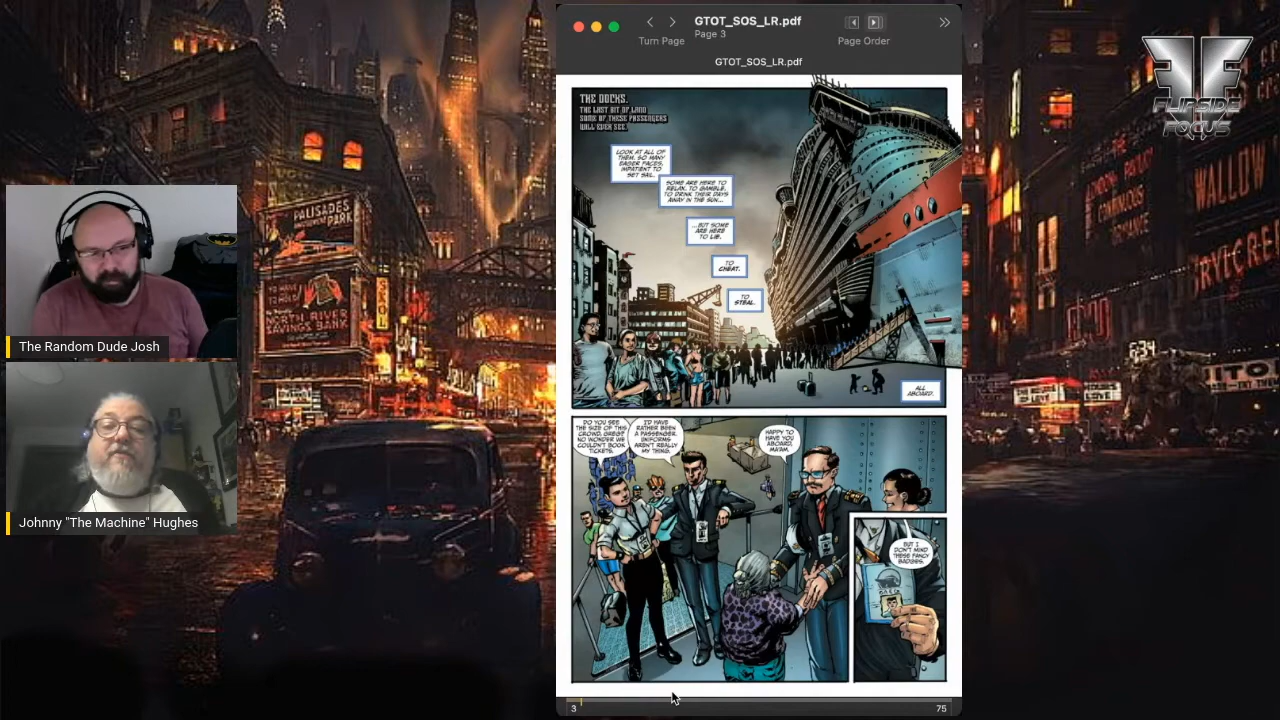 GTOT_SOS_LR.pdf
Page 3
Turn Page
Page Order
GTOT_SOS_LR.pdf
FLIPSIDE
FOCUS
THE DOCKS.
THE LAST BIT OF LAND
SOME OF THESE PASSENGERS
WILL EVER SEE.
LOOK AT ALL OF
THEM. SO MANY
EAGER FACES,
IMPATIENT TO
SET SAIL.
SOME ARE HERE TO
RELAX, TO GAMBLE,
TO DRINK THEIR DAYS
AWAY IN THE SUN...
...BUT SOME
ARE HERE
TO LIE.
TO
CHEAT.
TO
STEAL.
ALL
ABOARD.
DO YOU SEE
THE SIZE OF THIS
CROWD, GREG?
NO WONDER WE
COULDN'T BOOK
TICKETS.
I'D HAVE
RATHER BEEN
A PASSENGER.
UNIFORMS
AREN'T REALLY
MY THING.
HAPPY TO
HAVE YOU
ABOARD,
MA'AM.
BUT I
DON'T MIND
THESE FANCY
BADGES.
3
75
PALISADES
PARK
SAVINGS BANK
The Random Dude Josh
Johnny "The Machine" Hughes
WALLOW